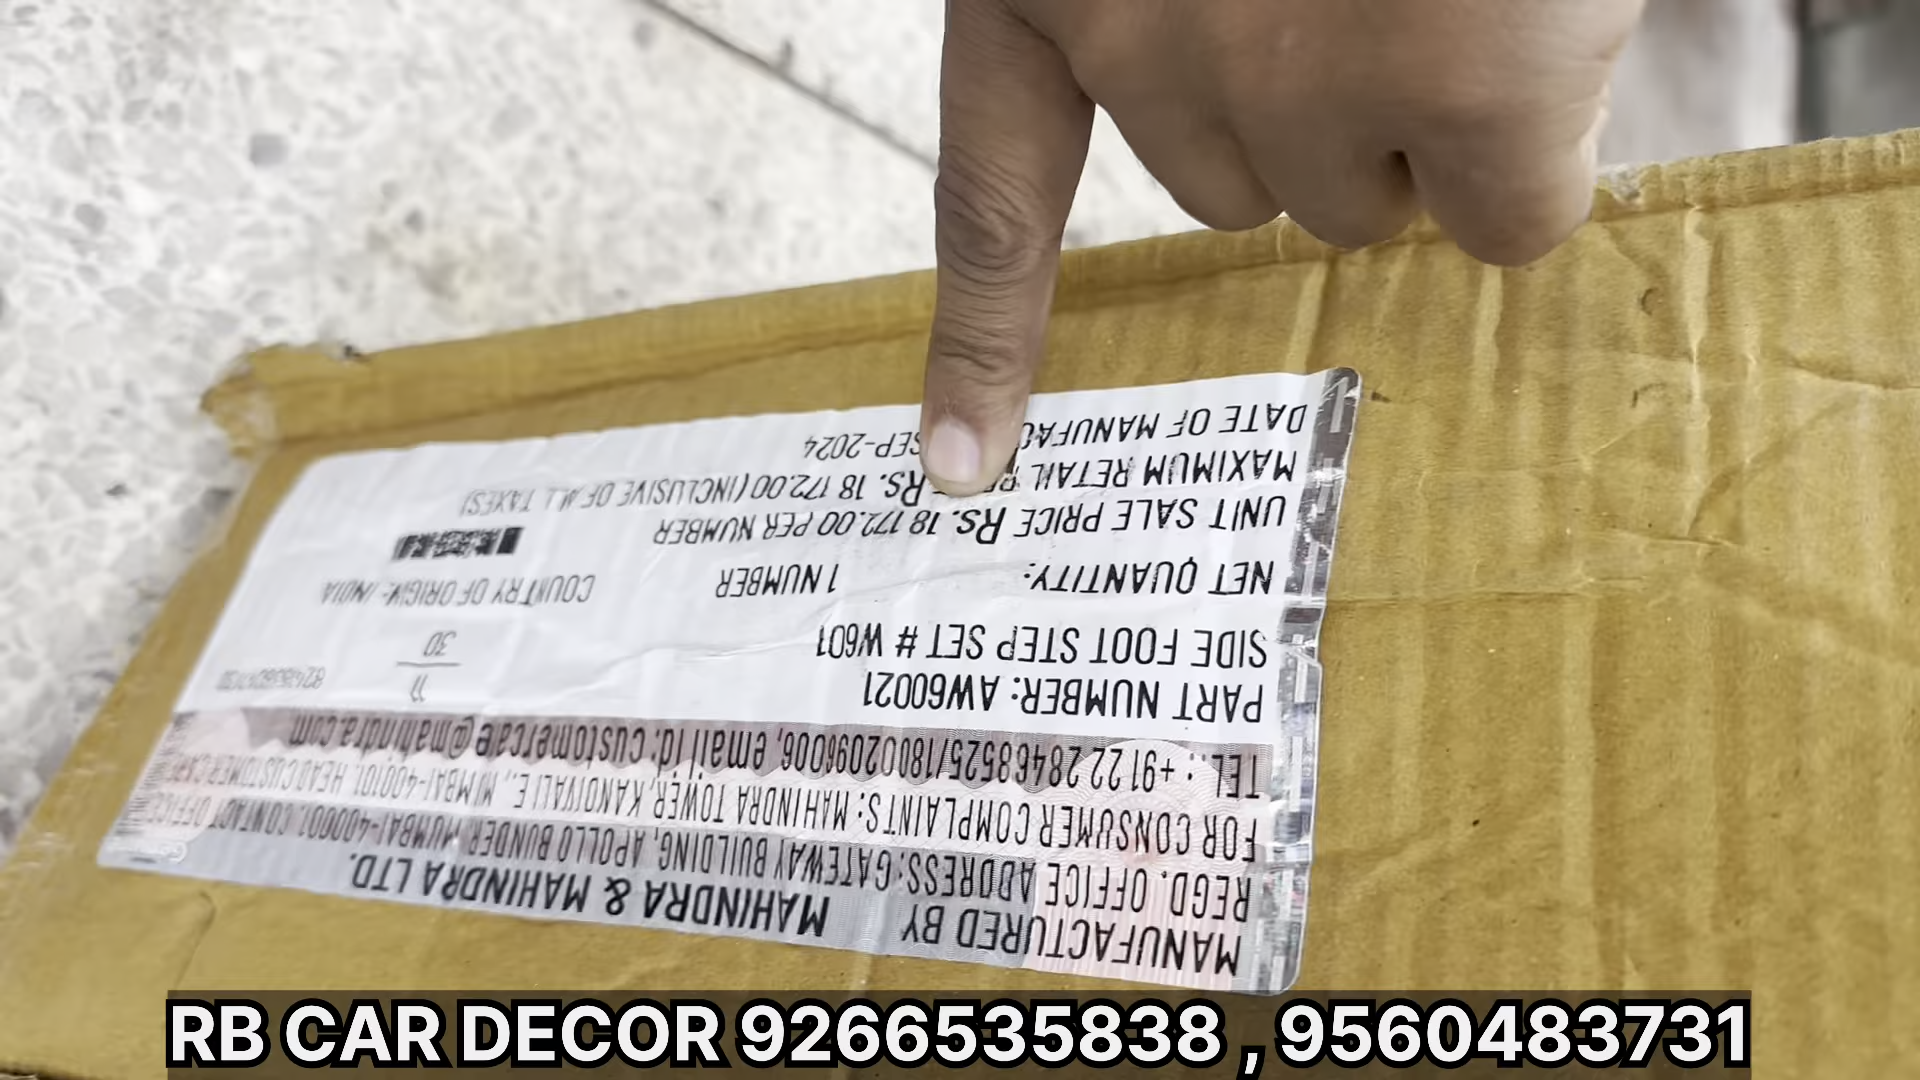 MANUFACTURED BY MAHINDRA & MAHINDRA LTD.
REGD. OFFICE ADDRESS: GATEWAY BUILDING, APOLLO BUNDER, MUMBAI-400001. CONTACT OFFICE
FOR CONSUMER COMPLAINTS: MAHINDRA TOWER, KANDIVALI E, MUMBAI-400101. HEAD CUSTOMER CARE
TEL.: +9122 28468525/18002096006, email id: customercare@mahindra.com
PART NUMBER: AW60021
SIDE FOOT STEP SET # W601
30
NET QUANTITY: 1 NUMBER COUNTRY OF ORIGIN- INDIA
UNIT SALE PRICE Rs. 18 172.00 PER NUMBER
MAXIMUM RETAIL Rs. 18 172.00 (INCLUSIVE OF ALL TAXES)
DATE OF MANUFAC SEP-2024
RB CAR DECOR 9266535838 , 9560483731